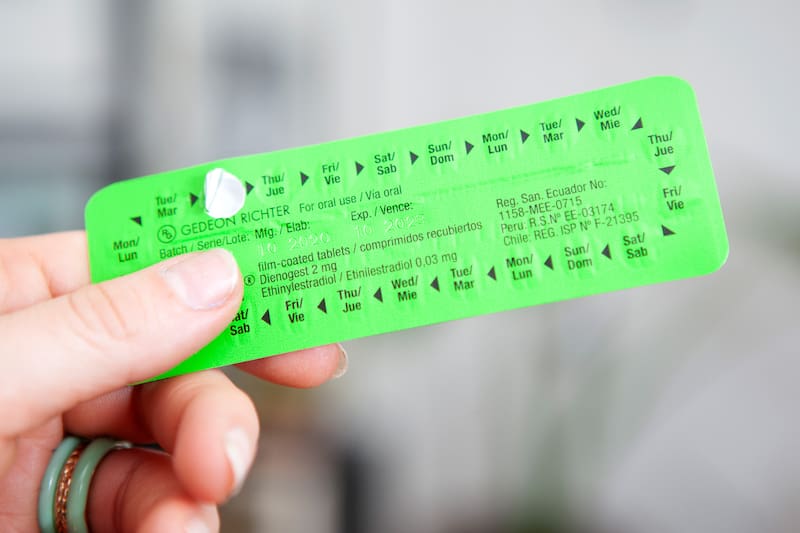 Mon/
Lun
Tue/
Mar
Thu/
Jue
Fri/
Vie
Sat/
Sab
Sun/
Dom
Mon/
Lun
Tue/
Mar
Wed/
Mie
Thu/
Jue
Fri/
Vie
Sat/
Sab
Sun/
Dom
Mon/
Lun
Tue/
Mar
Wed/
Mie
Thu/
Jue
Fri/
Vie
Sab
GEDEON RICHTER For oral use / Via oral
Batch / Serie/Lote: Mfg./ Elab: Exp. / Vence:
10 2020
film-coated tablets / comprimidos recubiertos
Dienogest 2 mg
Ethinylestradiol / Etinilestradiol 0,03 mg
Reg. San. Ecuador No:
1158-MEE-0715
Peru: R.S.N° EE-03174
Chile: REG. ISP N° F-21395